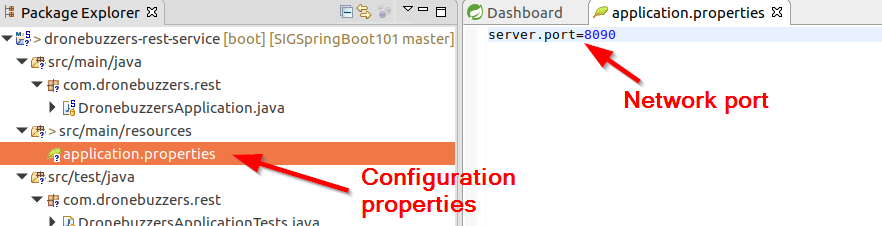 Package Explorer
> dronebuzzers-rest-service [boot] [SIGSpringBoot101 master]
src/main/java
com.dronebuzzers.rest
DronebuzzersApplication.java
> src/main/resources
application.properties
src/test/java
com.dronebuzzers.rest
DronebuzzersApplicationTests.java
Configuration
properties
Dashboard
application.properties
server.port=8090
Network port